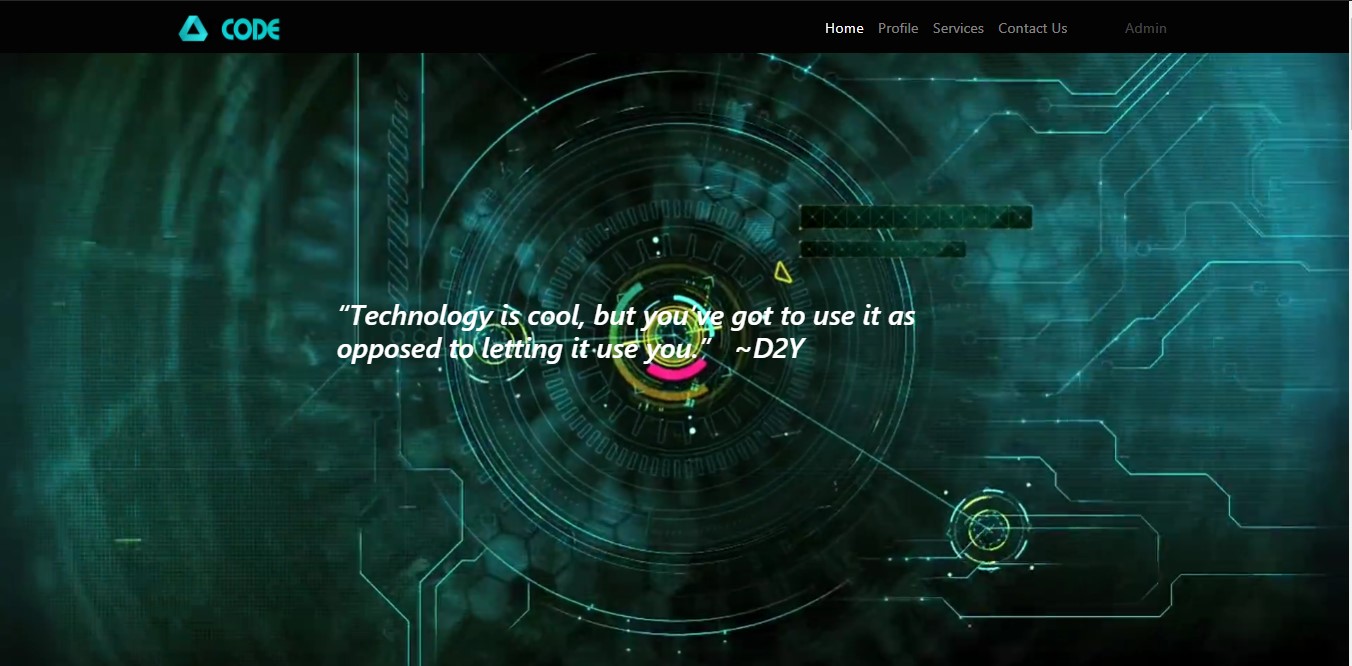 CODE
Home Profile Services Contact Us Admin
“Technology is cool, but you've got to use it as
opposed to letting it use you.” ~D2Y